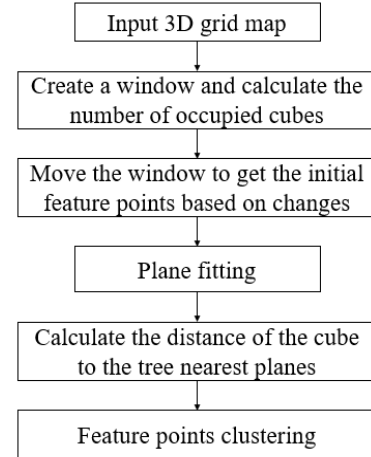 Input 3D grid map
Create a window and calculate the
number of occupied cubes
Move the window to get the initial
feature points based on changes
Plane fitting
Calculate the distance of the cube
to the tree nearest planes
Feature points clustering